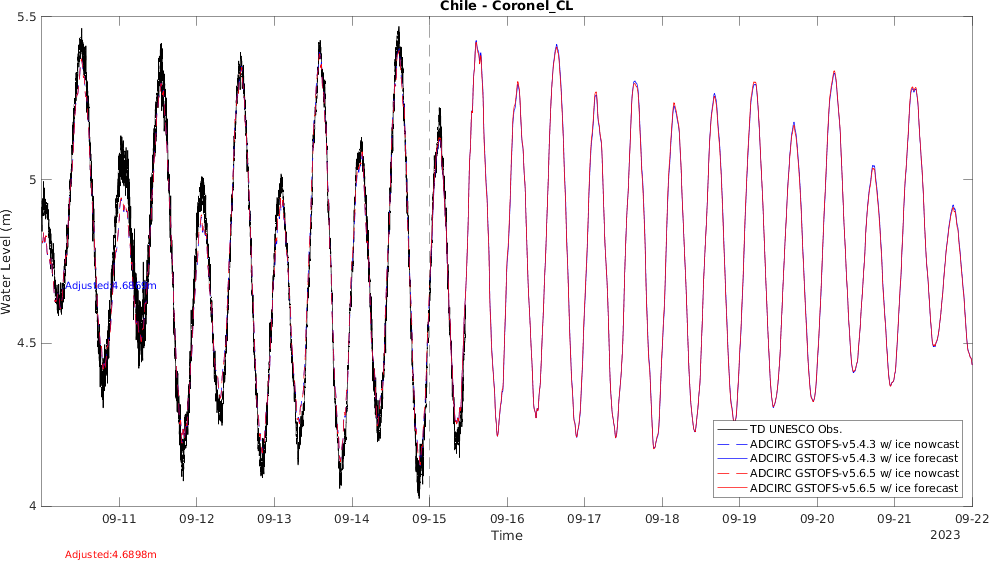 Chile - Coronel_CL
5.5
5
4.5
4
Water Level (m)
09-11
09-12
09-13
09-14
09-15
09-16
09-17
09-18
09-19
09-20
09-21
09-22
Time
2023
TD UNESCO Obs.
ADCIRC GSTOFS-v5.4.3 w/ ice nowcast
ADCIRC GSTOFS-v5.4.3 w/ ice forecast
ADCIRC GSTOFS-v5.6.5 w/ ice nowcast
ADCIRC GSTOFS-v5.6.5 w/ ice forecast
Adjusted:4.6898m